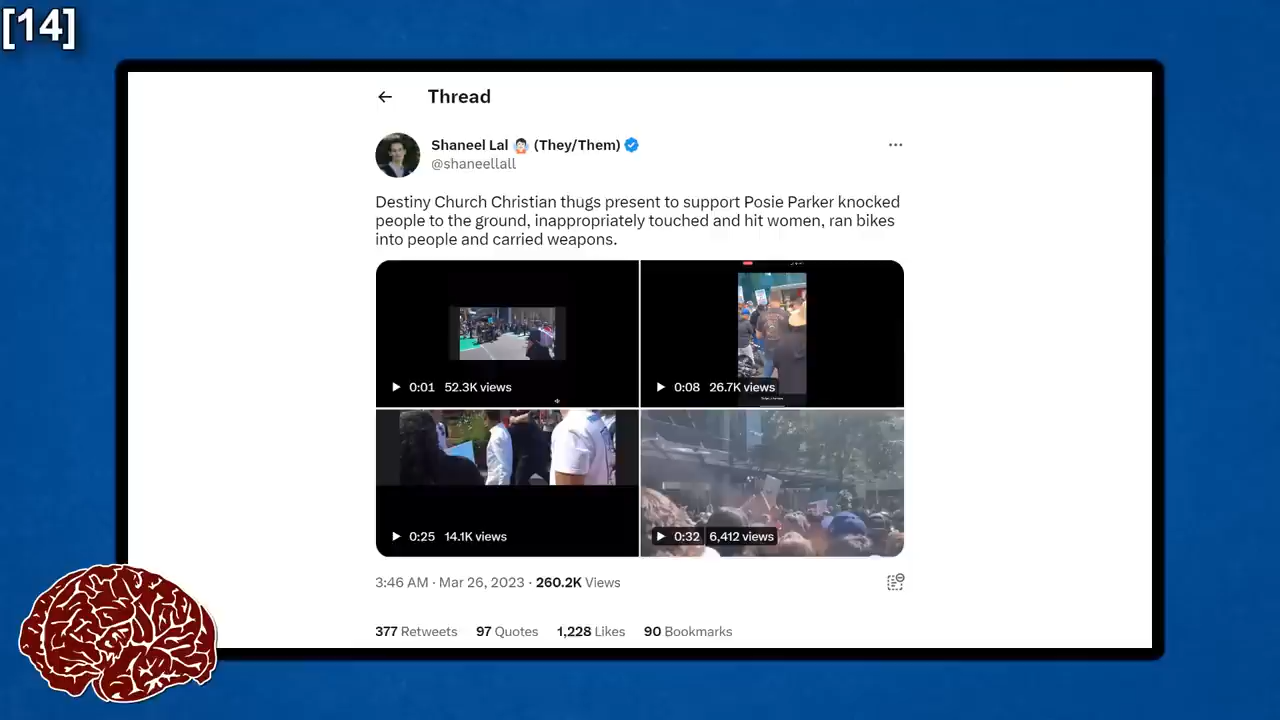 [14]
Thread
Shaneel Lal (They/Them)
@shaneellall
Destiny Church Christian thugs present to support Posie Parker knocked
people to the ground, inappropriately touched and hit women, ran bikes
into people and carried weapons.
0:01 52.3K views
0:08 26.7K views
0:25 14.1K views
0:32 6,412 views
3:46 AM · Mar 26, 2023 · 260.2K Views
377 Retweets 97 Quotes 1,228 Likes 90 Bookmarks